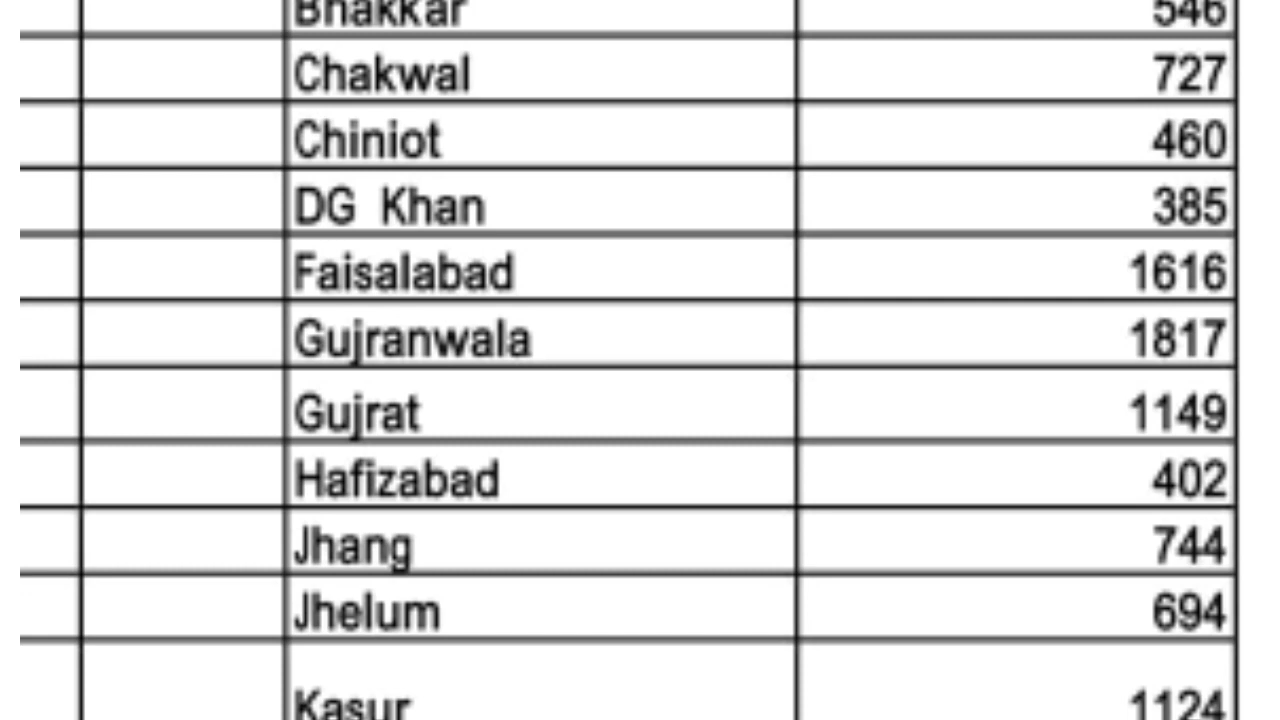 Bhakkar 546
Chakwal 727
Chiniot 460
DG Khan 385
Faisalabad 1616
Gujranwala 1817
Gujrat 1149
Hafizabad 402
Jhang 744
Jhelum 694
Kasur 1124